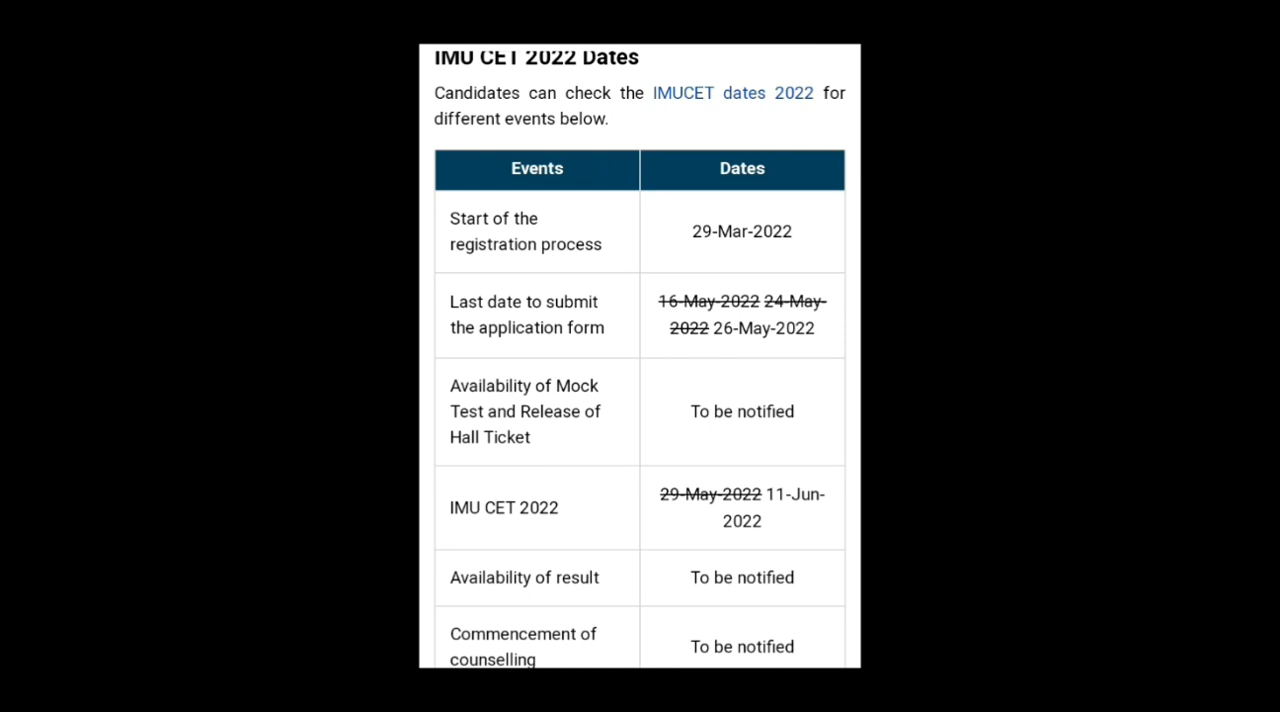 IMU CET 2022 Dates
Candidates can check the IMUCET dates 2022 for
different events below.
Events Dates
Start of the
registration process
29-Mar-2022
Last date to submit
the application form
16-May-2022 24-May-
2022 26-May-2022
Availability of Mock
Test and Release of
Hall Ticket
To be notified
IMU CET 2022
29-May-2022 11-Jun-
2022
Availability of result
To be notified
Commencement of
counselling
To be notified